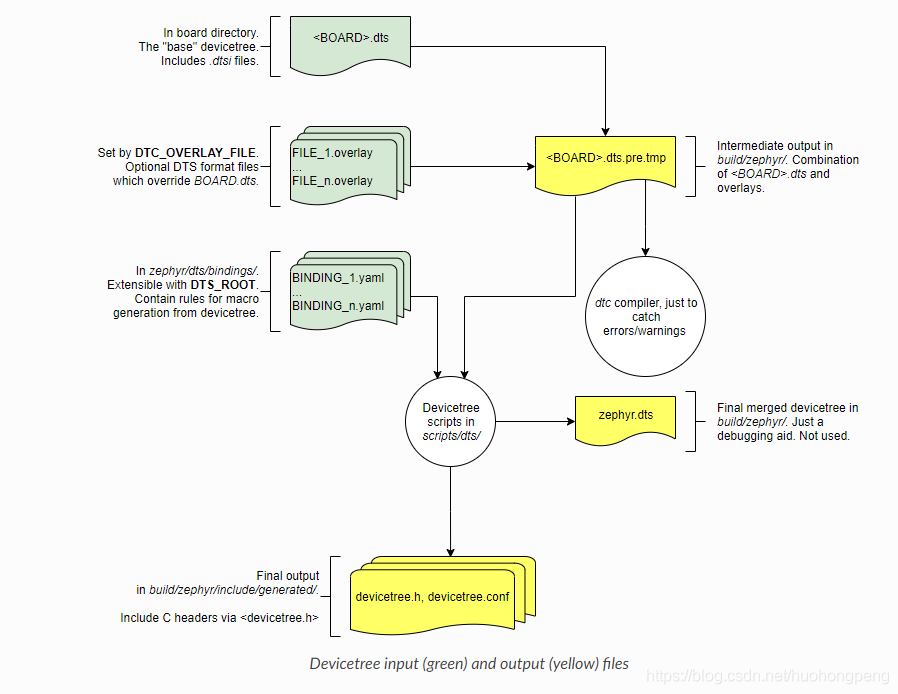 In board directory.
The "base" devicetree.
Includes .dtsi files.
<BOARD>.dts
Set by DTC_OVERLAY_FILE.
Optional DTS format files
which override BOARD.dts.
FILE_1.overlay
...
FILE_n.overlay
<BOARD>.dts.pre.tmp
Intermediate output in
build/zephyr/. Combination
of <BOARD>.dts and
overlays.
In zephyr/dts/bindings/.
Extensible with DTS_ROOT.
Contain rules for macro
generation from devicetree.
BINDING_1.yaml
...
BINDING_n.yaml
dtc compiler, just to
catch
errors/warnings
Devicetree
scripts in
scripts/dts/
zephyr.dts
Final merged devicetree in
build/zephyr/. Just a
debugging aid. Not used.
Final output
in build/zephyr/include/generated/.
Include C headers via <devicetree.h>
devicetree.h, devicetree.conf
Devicetree input (green) and output (yellow) files
https://blog.csdn.net/huohongpeng